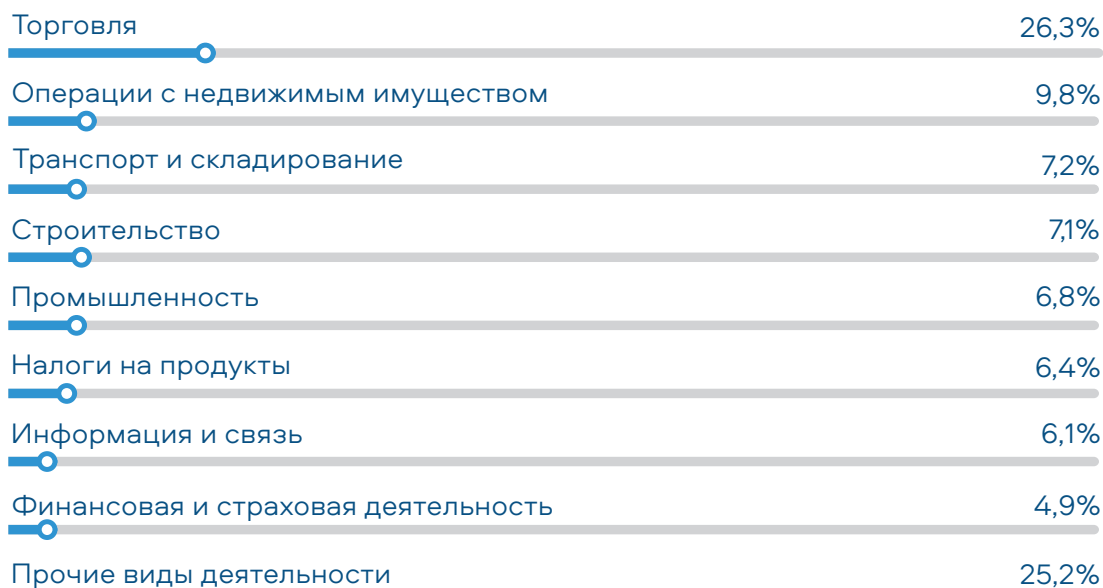 Торговля 26,3%
Операции с недвижимым имуществом 9,8%
Транспорт и складирование 7,2%
Строительство 7,1%
Промышленность 6,8%
Налоги на продукты 6,4%
Информация и связь 6,1%
Финансовая и страховая деятельность 4,9%
Прочие виды деятельности 25,2%